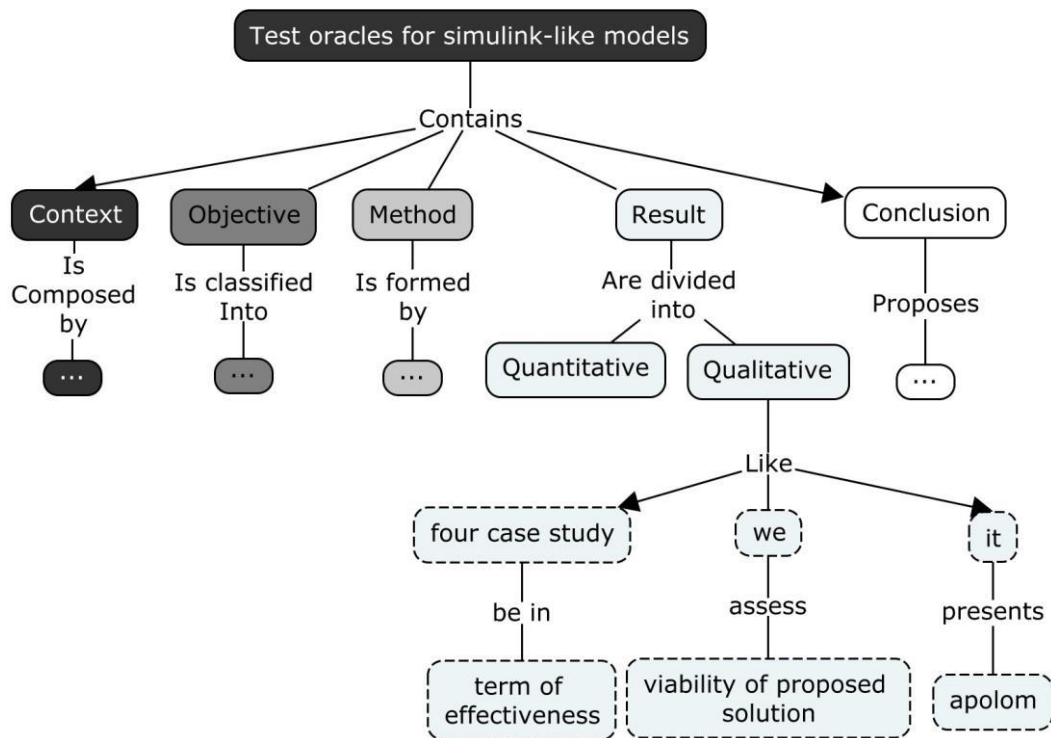 Test oracles for simulink-like models
Contains
Context
Objective
Method
Result
Conclusion
Is
Composed
by
Is classified
Into
Is formed
by
Are divided
into
Proposes
...
...
...
Quantitative
Qualitative
...
Like
four case study
we
it
be in
assess
presents
term of
effectiveness
viability of proposed
solution
apolom